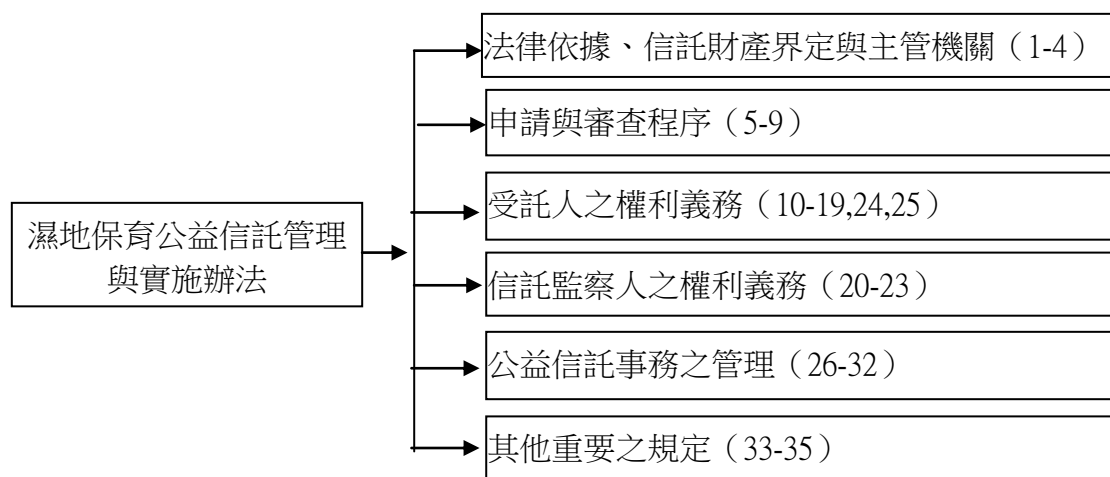 法律依據、信託財產界定與主管機關（1-4）
申請與審查程序（5-9）
受託人之權利義務（10-19,24,25）
濕地保育公益信託管理
與實施辦法
信託監察人之權利義務（20-23）
公益信託事務之管理（26-32）
其他重要之規定（33-35）